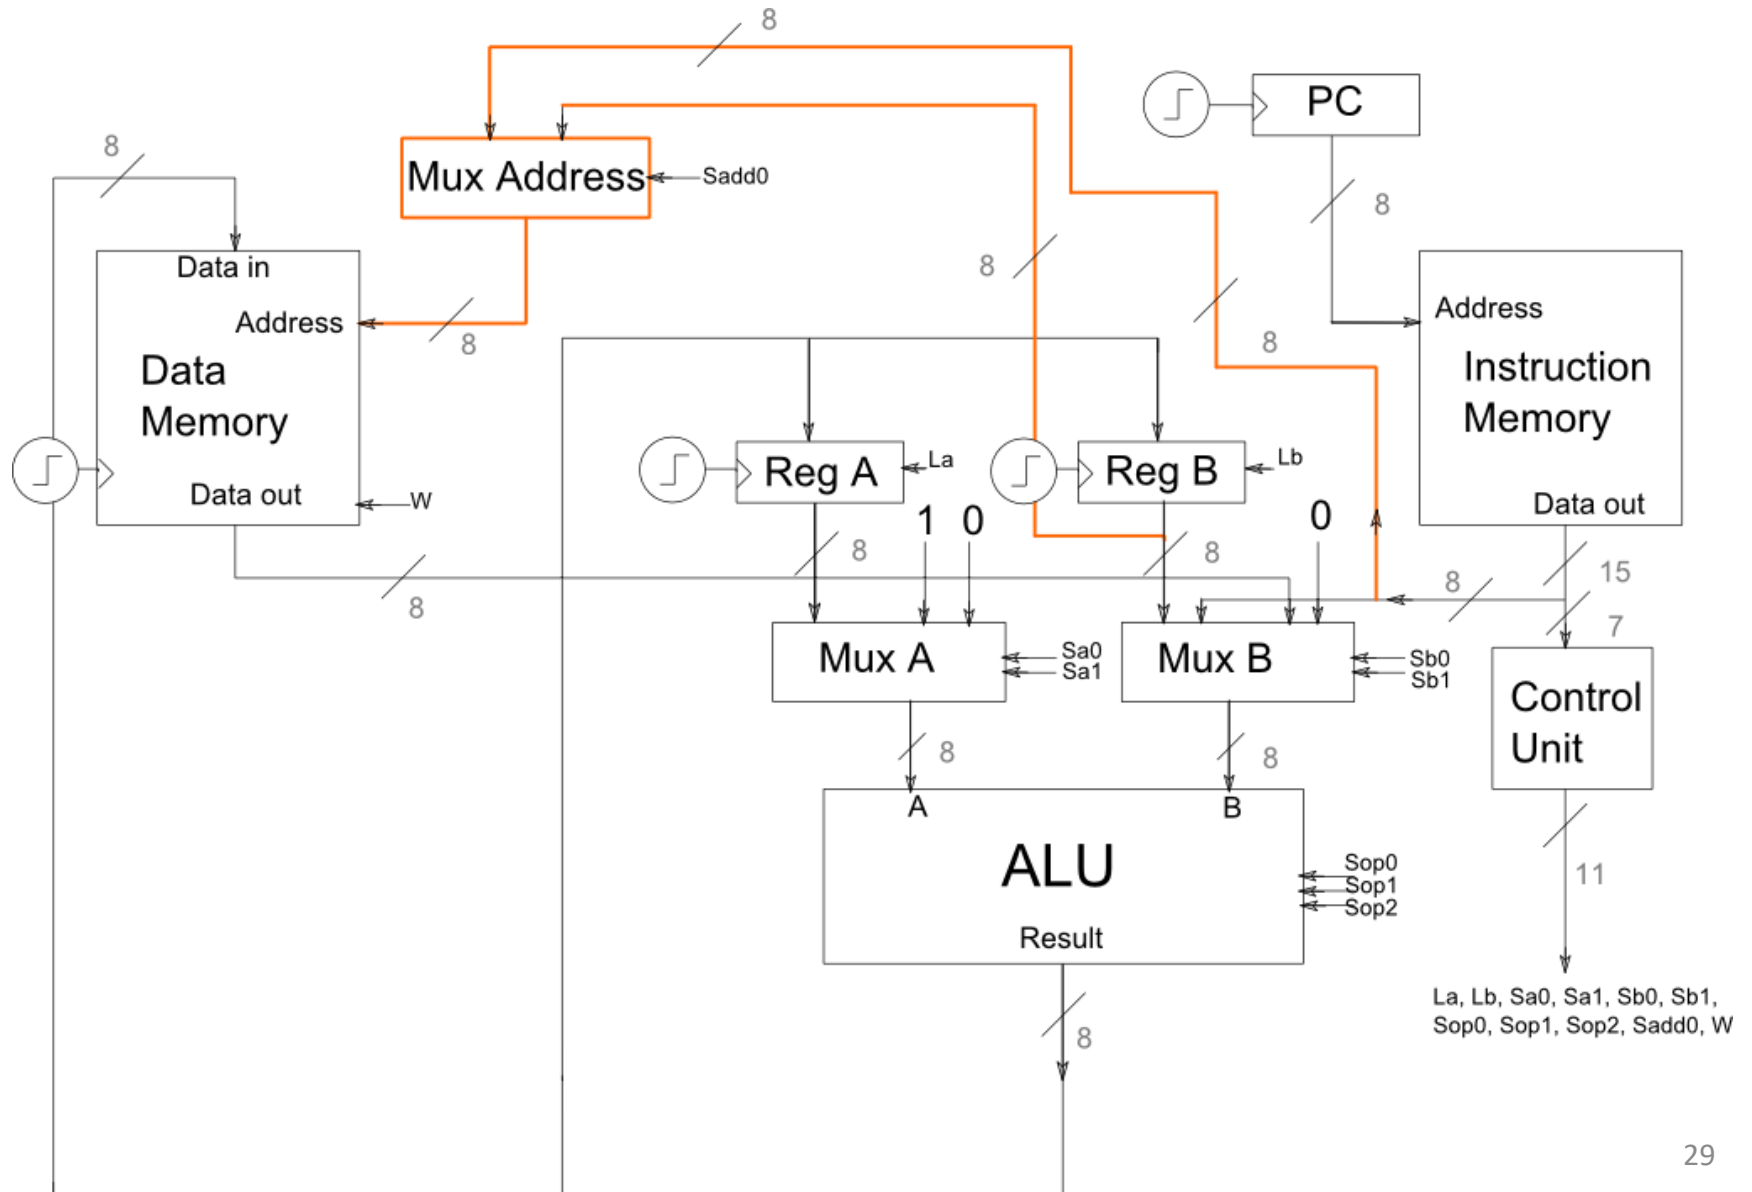 8
PC
8
Mux Address
Sadd0
8
8
Data in
Address
8
Data
Memory
Data out
W
8
8
Address
Instruction
Memory
Data out
Reg A
La
Reg B
Lb
1 0
0
8
8
8
8
15
7
Mux A
Sa0
Sa1
Mux B
Sb0
Sb1
Control
Unit
8
8
A
B
ALU
Sop0
Sop1
Sop2
Result
11
8
La, Lb, Sa0, Sa1, Sb0, Sb1,
Sop0, Sop1, Sop2, Sadd0, W
29